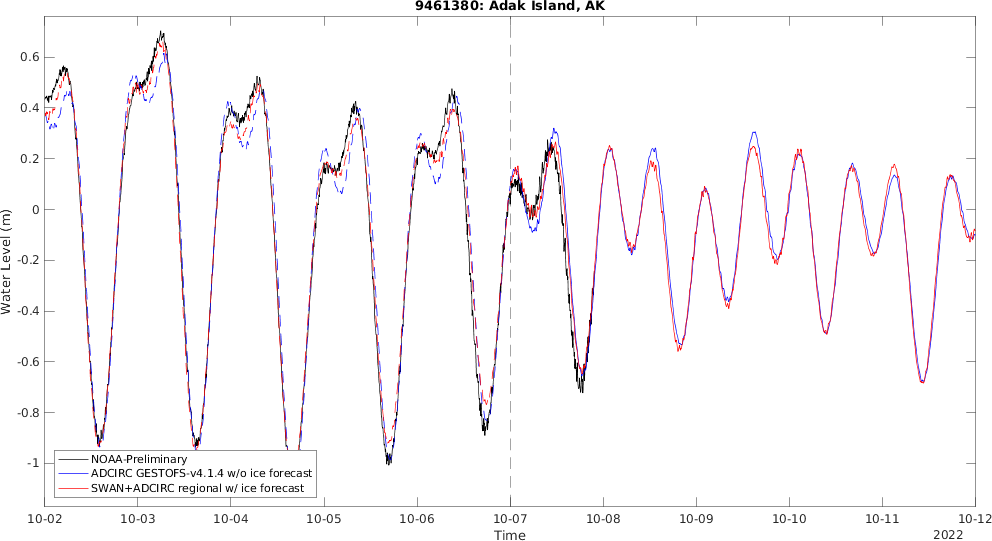 9461380: Adak Island, AK
Water Level (m)
0.6
0.4
0.2
0
-0.2
-0.4
-0.6
-0.8
-1
NOAA-Preliminary
ADCIRC GESTOFS-v4.1.4 w/o ice forecast
SWAN+ADCIRC regional w/ ice forecast
10-02 10-03 10-04 10-05 10-06 10-07 10-08 10-09 10-10 10-11 10-12
Time
2022